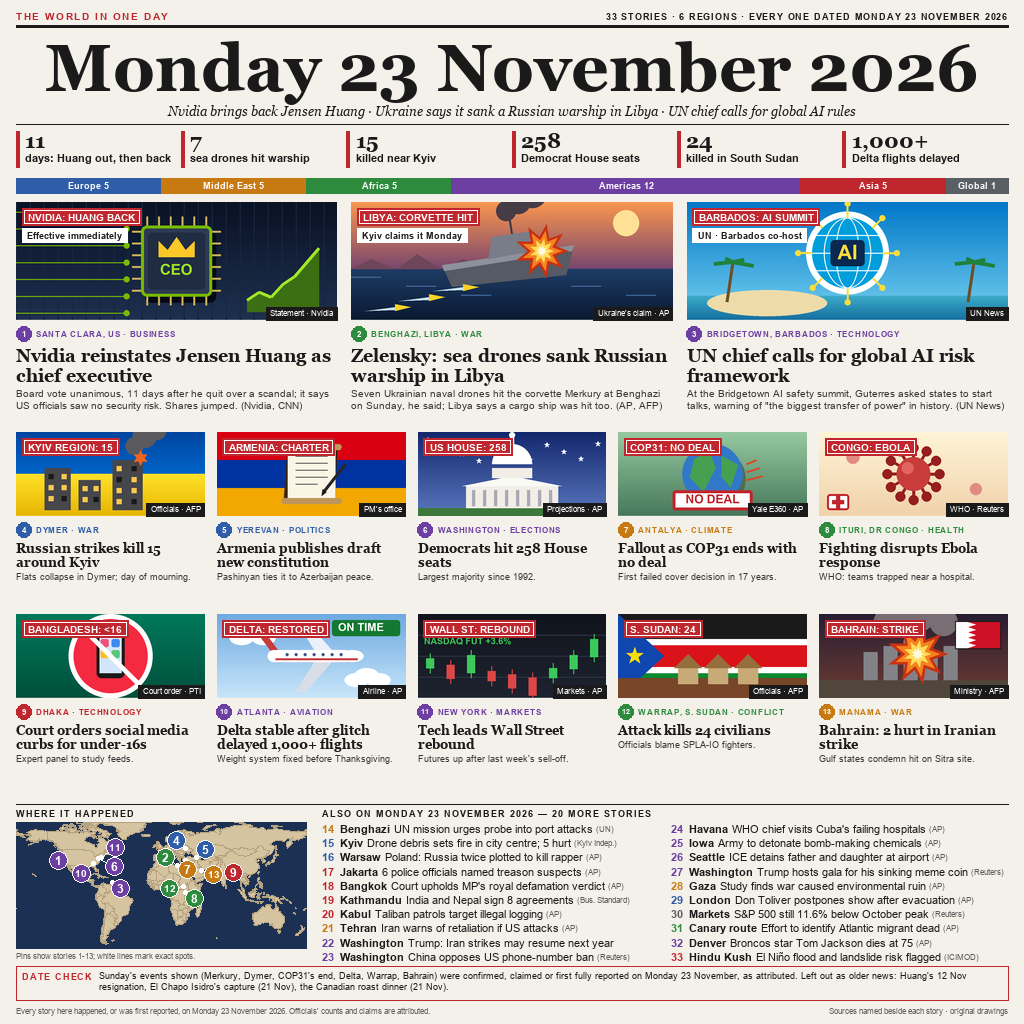 THE WORLD IN ONE DAY
33 STORIES · 6 REGIONS · EVERY ONE DATED MONDAY 23 NOVEMBER 2026
Monday 23 November 2026
Nvidia brings back Jensen Huang · Ukraine says it sank a Russian warship in Libya · UN chief calls for global AI rules
11
days: Huang out, then back
7
sea drones hit warship
15
killed near Kyiv
258
Democrat House seats
24
killed in South Sudan
1,000+
Delta flights delayed
Europe 5
Middle East 5
Africa 5
Americas 12
Asia 5
Global 1
NVIDIA: HUANG BACK
Effective immediately
CEO
Statement · Nvidia
1 SANTA CLARA, US · BUSINESS
Nvidia reinstates Jensen Huang as
chief executive
Board vote unanimous, 11 days after he quit over a scandal; it says
US officials saw no security risk. Shares jumped. (Nvidia, CNN)
LIBYA: CORVETTE HIT
Kyiv claims it Monday
Ukraine's claim · AP
2 BENGHAZI, LIBYA · WAR
Zelensky: sea drones sank Russian
warship in Libya
Seven Ukrainian naval drones hit the corvette Merkury at Benghazi
on Sunday, he said; Libya says a cargo ship was hit too. (AP, AFP)
BARBADOS: AI SUMMIT
UN · Barbados co-host
AI
UN News
3 BRIDGETOWN, BARBADOS · TECHNOLOGY
UN chief calls for global AI risk
framework
At the Bridgetown AI safety summit, Guterres asked states to start
talks, warning of "the biggest transfer of power" in history. (UN News)
KYIV REGION: 15
Officials · AFP
4 DYMER · WAR
Russian strikes kill 15
around Kyiv
Flats collapse in Dymer; day of mourning.
ARMENIA: CHARTER
PM's office
5 YEREVAN · POLITICS
Armenia publishes draft
new constitution
Pashinyan ties it to Azerbaijan peace.
US HOUSE: 258
Projections · AP
6 WASHINGTON · ELECTIONS
Democrats hit 258 House
seats
Largest majority since 1992.
COP31: NO DEAL
NO DEAL
Yale E360 · AP
7 ANTALYA · CLIMATE
Fallout as COP31 ends with
no deal
First failed cover decision in 17 years.
CONGO: EBOLA
WHO · Reuters
8 ITURI, DR CONGO · HEALTH
Fighting disrupts Ebola
response
WHO: teams trapped near a hospital.
BANGLADESH: <16
Court order · PTI
9 DHAKA · TECHNOLOGY
Court orders social media
curbs for under-16s
Expert panel to study feeds.
DELTA: RESTORED
ON TIME
Airline · AP
10 ATLANTA · AVIATION
Delta stable after glitch
delayed 1,000+ flights
Weight system fixed before Thanksgiving.
WALL ST: REBOUND
NASDAQ FUT +3.6%
Markets · AP
11 NEW YORK · MARKETS
Tech leads Wall Street
rebound
Futures up after last week's sell-off.
S. SUDAN: 24
Officials · AFP
12 WARRAP, S. SUDAN · CONFLICT
Attack kills 24 civilians
Officials blame SPLA-IO fighters.
BAHRAIN: STRIKE
Ministry · AFP
13 MANAMA · WAR
Bahrain: 2 hurt in Iranian
strike
Gulf states condemn hit on Sitra site.
WHERE IT HAPPENED
1
11
10
6
3
4
2
5
7
13
9
12
8
Pins show stories 1-13; white lines mark exact spots.
ALSO ON MONDAY 23 NOVEMBER 2026 — 20 MORE STORIES
14 Benghazi UN mission urges probe into port attacks (UN)
15 Kyiv Drone debris sets fire in city centre; 5 hurt (Kyiv Indep.)
16 Warsaw Poland: Russia twice plotted to kill rapper (AP)
17 Jakarta 6 police officials named treason suspects (AP)
18 Bangkok Court upholds MP's royal defamation verdict (AP)
19 Kathmandu India and Nepal sign 8 agreements (Bus. Standard)
20 Kabul Taliban patrols target illegal logging (AP)
21 Tehran Iran warns of retaliation if US attacks (AP)
22 Washington Trump: Iran strikes may resume next year
23 Washington China opposes US phone-number ban (Reuters)
24 Havana WHO chief visits Cuba's failing hospitals (AP)
25 Iowa Army to detonate bomb-making chemicals (AP)
26 Seattle ICE detains father and daughter at airport (AP)
27 Washington Trump hosts gala for his sinking meme coin (Reuters)
28 Gaza Study finds war caused environmental ruin (AP)
29 London Don Toliver postpones show after evacuation (AP)
30 Markets S&P 500 still 11.6% below October peak (Reuters)
31 Canary route Effort to identify Atlantic migrant dead (AP)
32 Denver Broncos star Tom Jackson dies at 75 (AP)
33 Hindu Kush El Niño flood and landslide risk flagged (ICIMOD)
DATE CHECK Sunday's events shown (Merkury, Dymer, COP31's end, Delta, Warrap, Bahrain) were confirmed, claimed or first fully reported on Monday 23 November, as attributed. Left out as older news: Huang's 12 Nov
resignation, El Chapo Isidro's capture (21 Nov), the Canadian roast dinner (21 Nov).
Every story here happened, or was first reported, on Monday 23 November 2026. Officials' counts and claims are attributed.
Sources named beside each story · original drawings